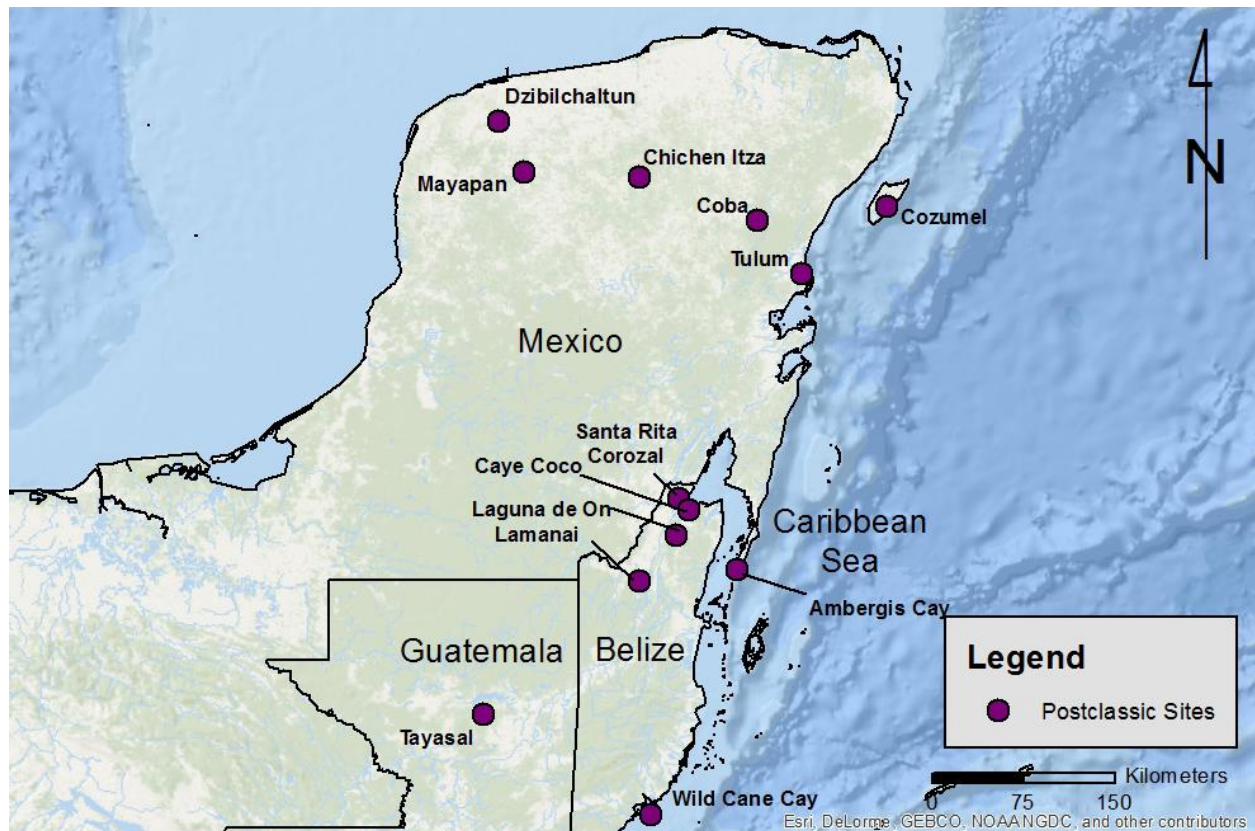 Dzibilchaltun
Chichen Itza
Mayapan
Coba
Cozumel
Tulum
N
Mexico
Santa Rita
Corozal
Caye Coco
Laguna de On
Lamanai
Caribbean
Sea
Ambergis Cay
Guatemala
Belize
Tayasal
Wild Cane Cay
Legend
Postclassic Sites
Kilometers
0 75 150
Esri, DeLorme, GEBCO, NOAANGDC, and other contributors